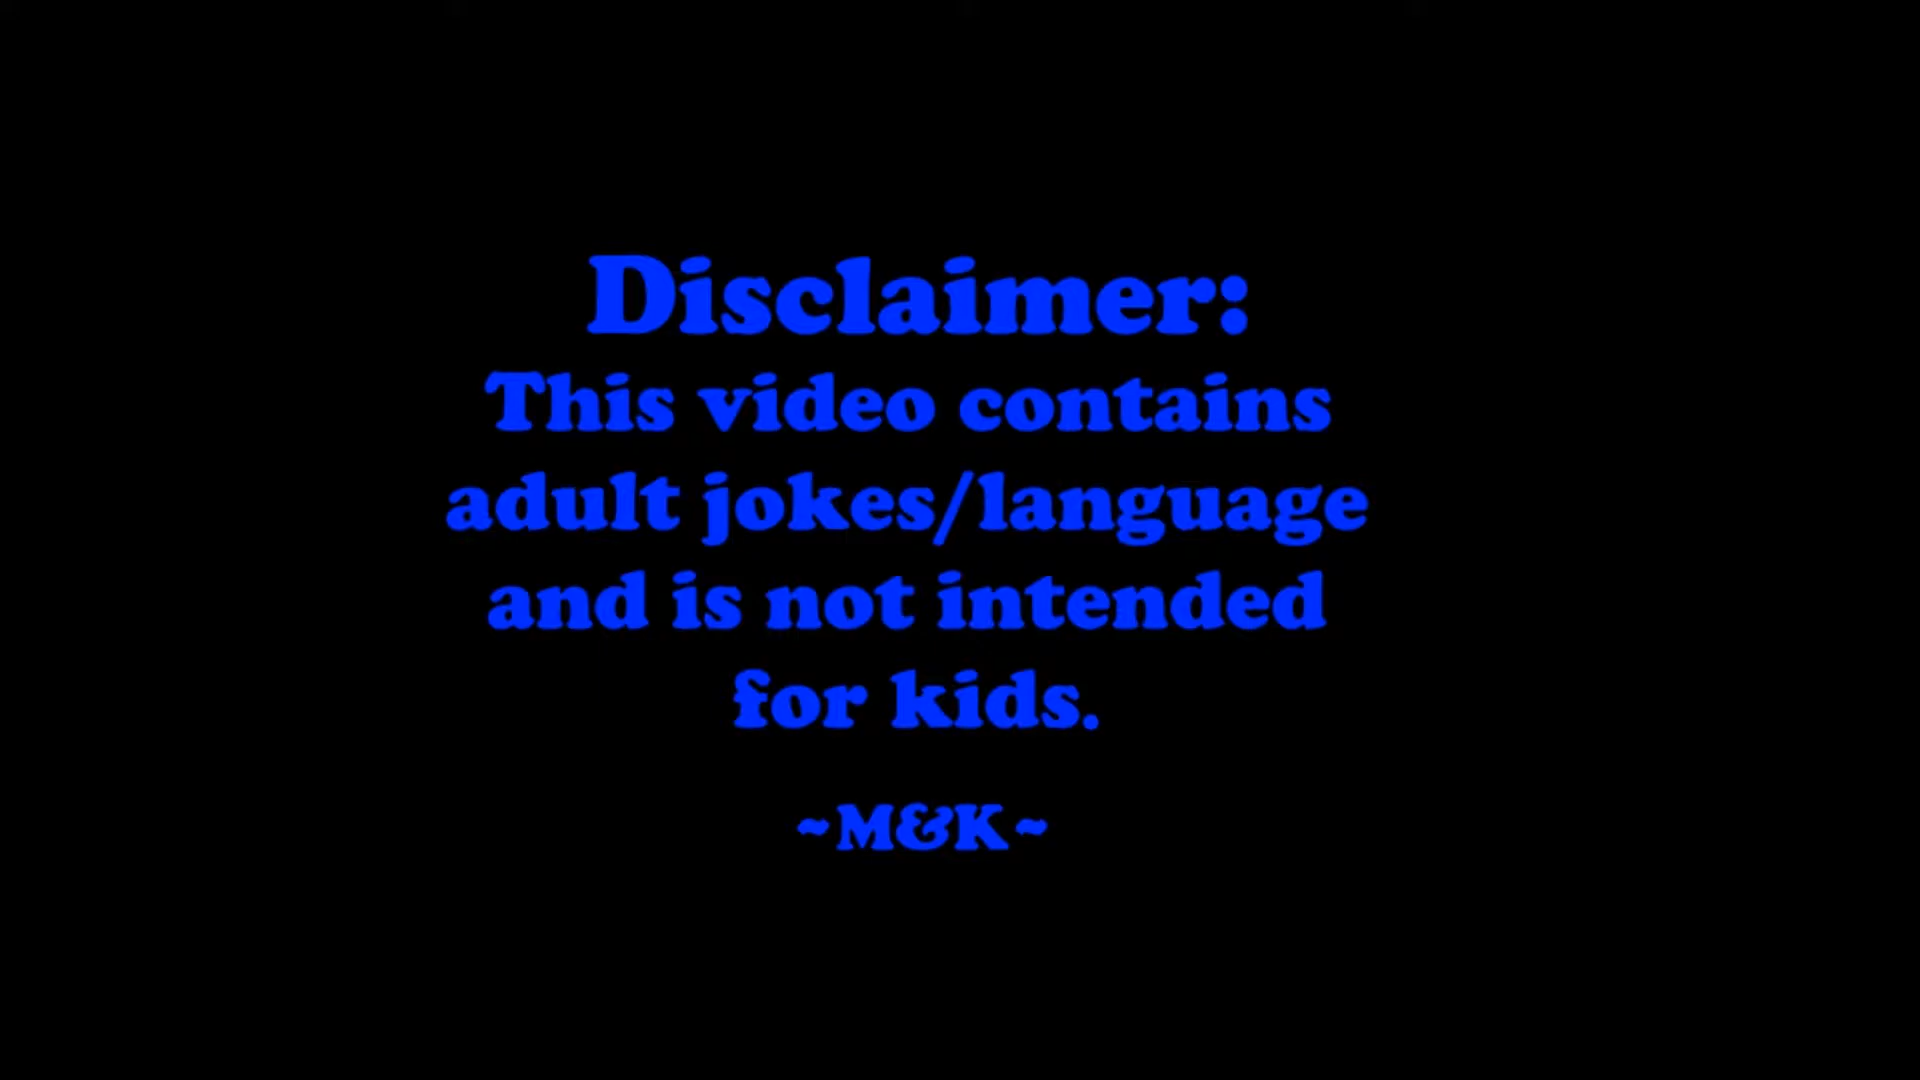 Disclaimer:
This video contains
adult jokes/language
and is not intended
for kids.
~M&K~